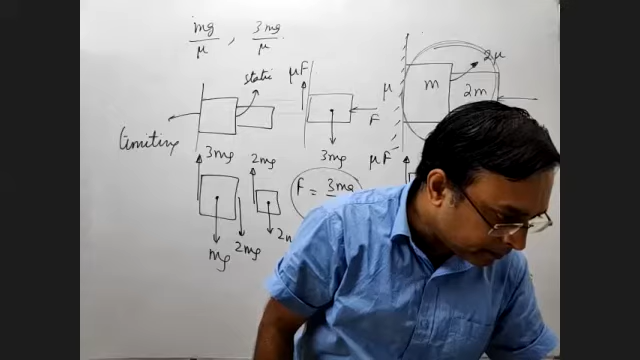 mg/μ , 3mg/μ
static
μF
μ
2μ
m
2m
F
Limiting
3mg
3mg
2mg
μF
F = 3mg
mg
2mg